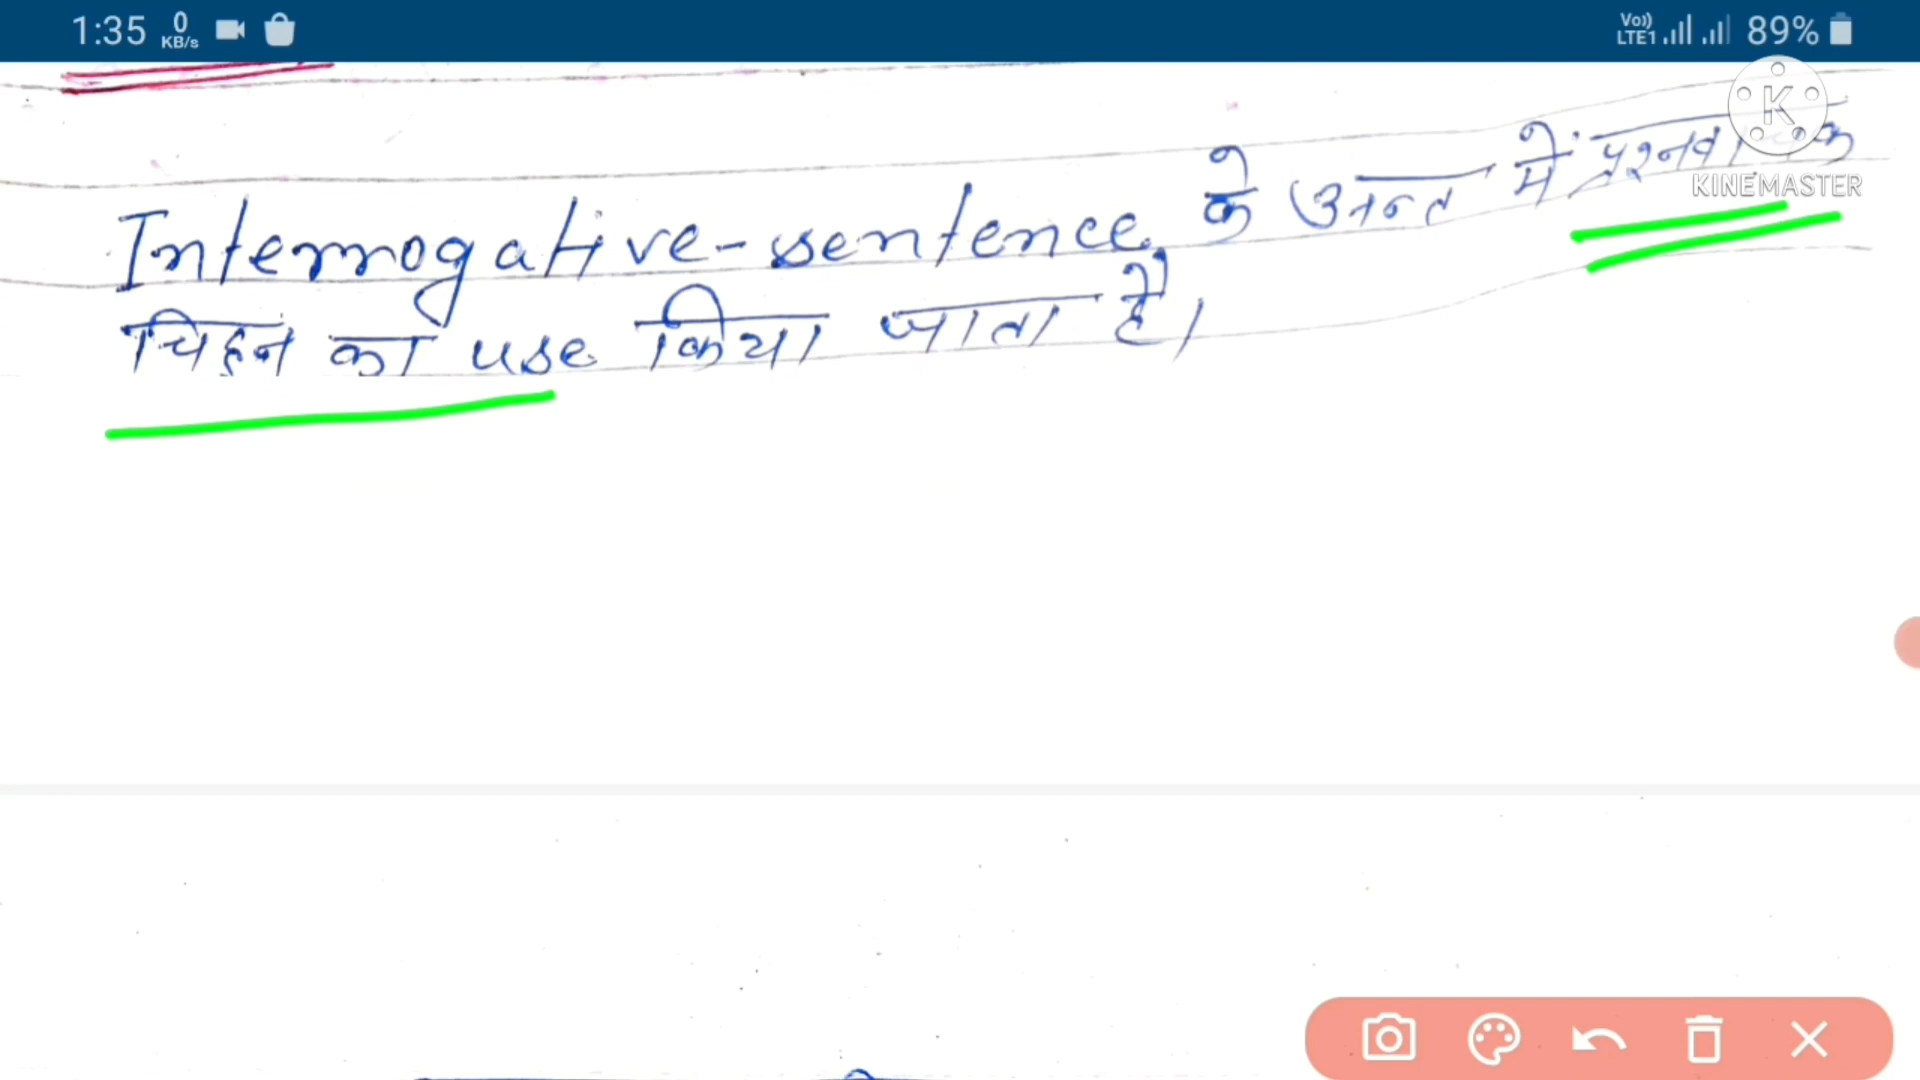 1:35 0 KB/s Vo)) LTE1 89%
K
KINEMASTER
Interrogative-sentence के अन्त में प्रश्नवाचक
चिह्न का use किया जाता है।